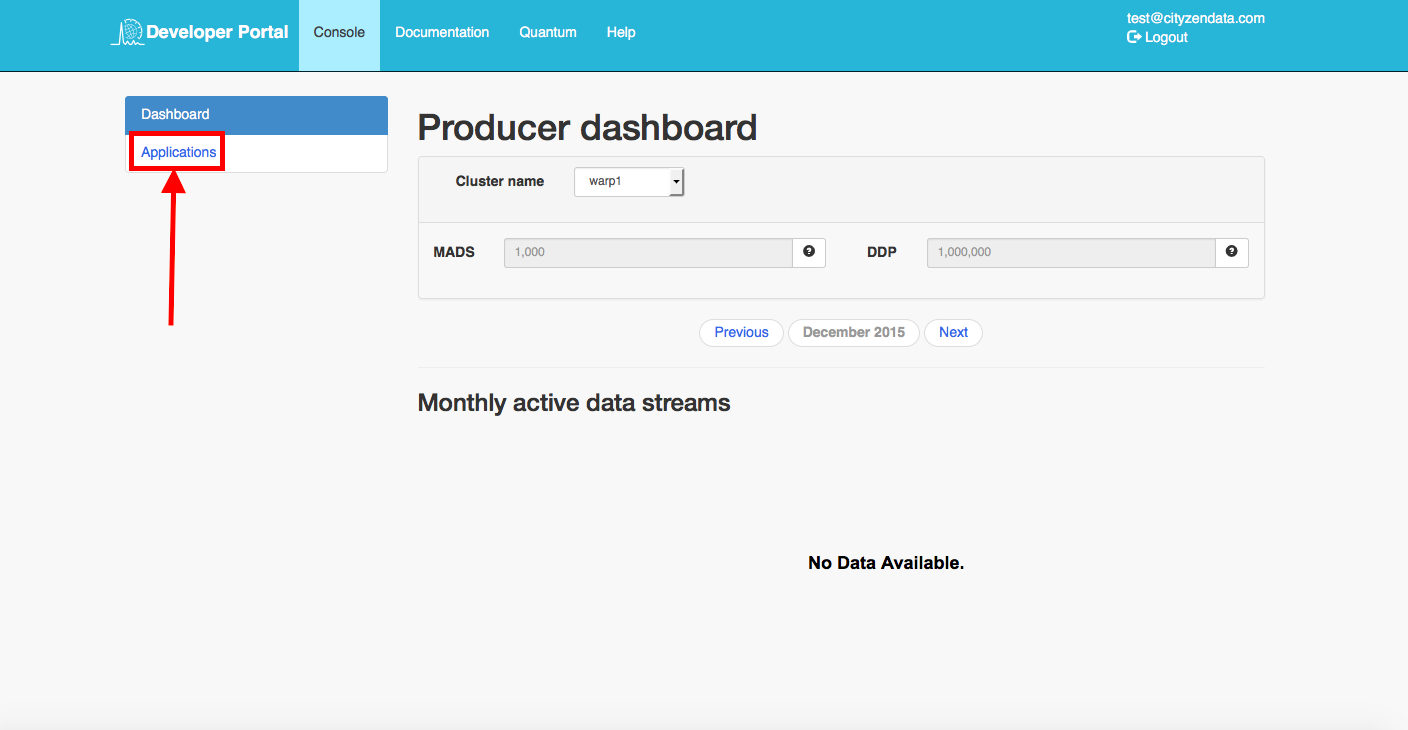 Developer Portal
Console
Documentation
Quantum
Help
test@cityzendata.com
Logout
Dashboard
Applications
Producer dashboard
Cluster name
warp1
MADS
1,000
?
DDP
1,000,000
?
Previous
December 2015
Next
Monthly active data streams
No Data Available.